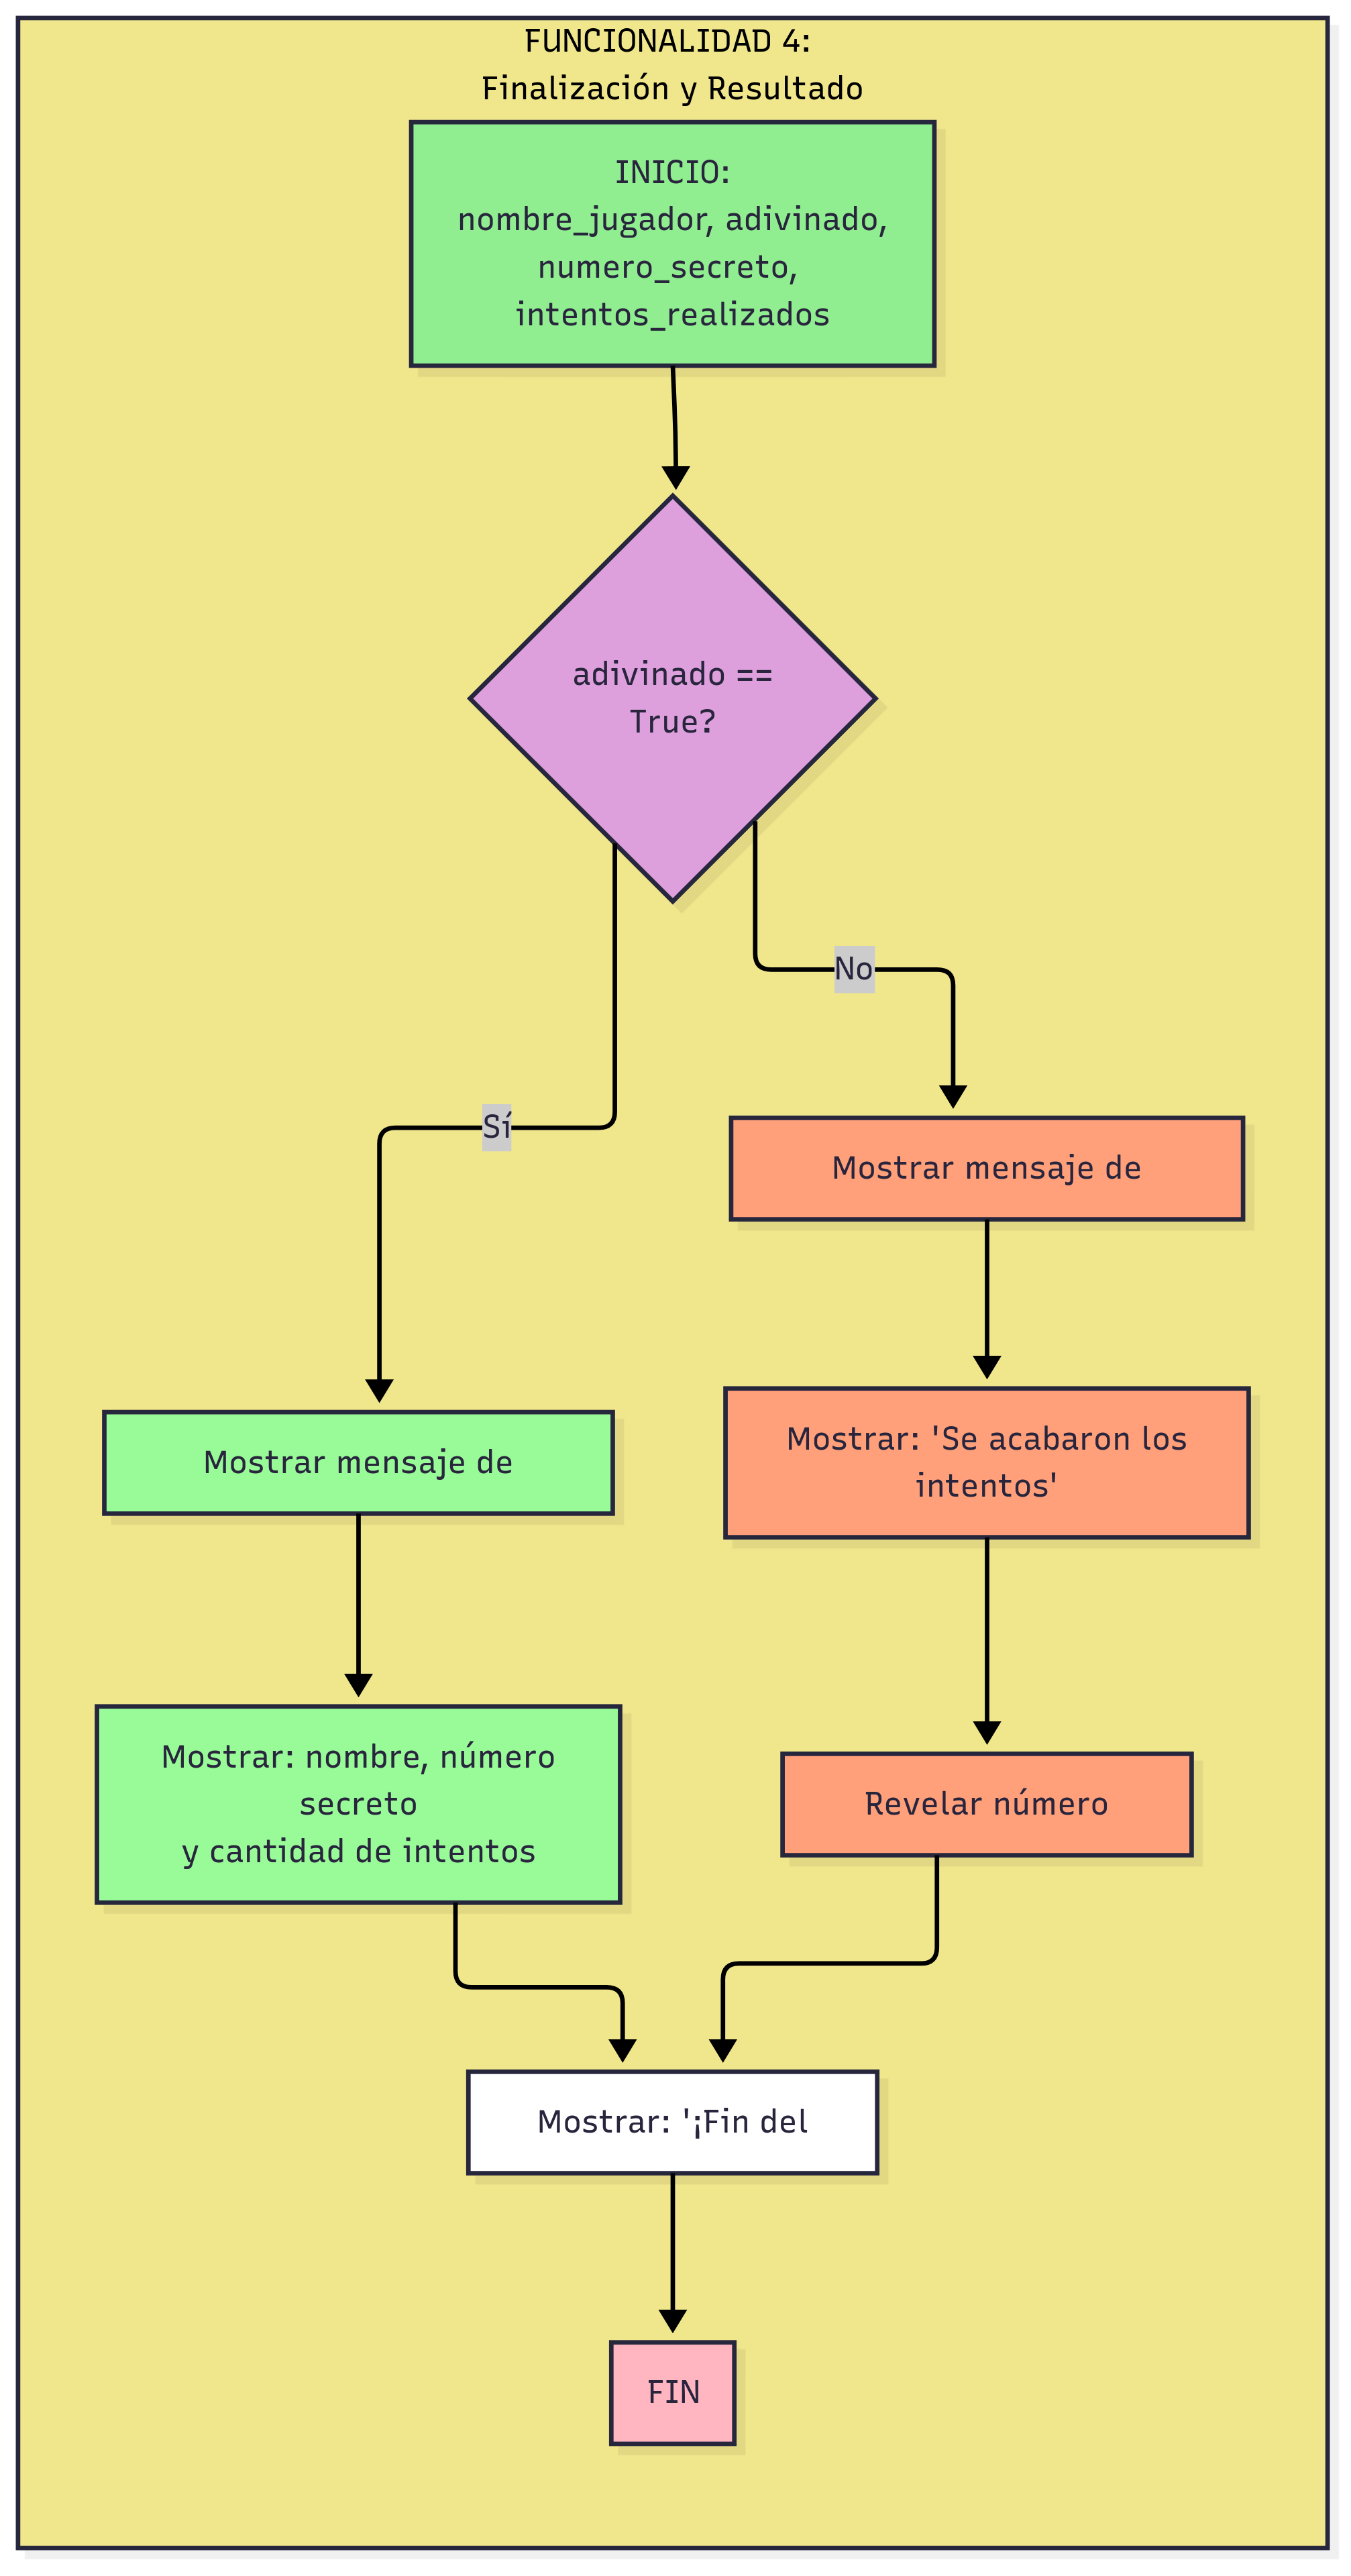 FUNCIONALIDAD 4:
Finalización y Resultado
INICIO:
nombre_jugador, adivinado,
numero_secreto,
intentos_realizados
adivinado ==
True?
No
Sí
Mostrar mensaje de
Mostrar: 'Se acabaron los
intentos'
Revelar número
Mostrar mensaje de
Mostrar: nombre, número
secreto
y cantidad de intentos
Mostrar: '¡Fin del
FIN